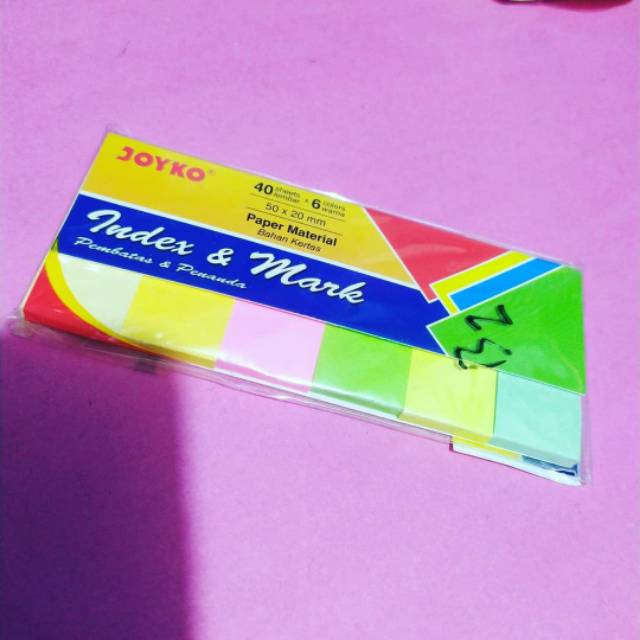 JOYKO®
40 sheets lembar × 6 colors warna
50 x 20 mm
Paper Material
Bahan Kertas
Index & Mark
Pembatas & Penanda